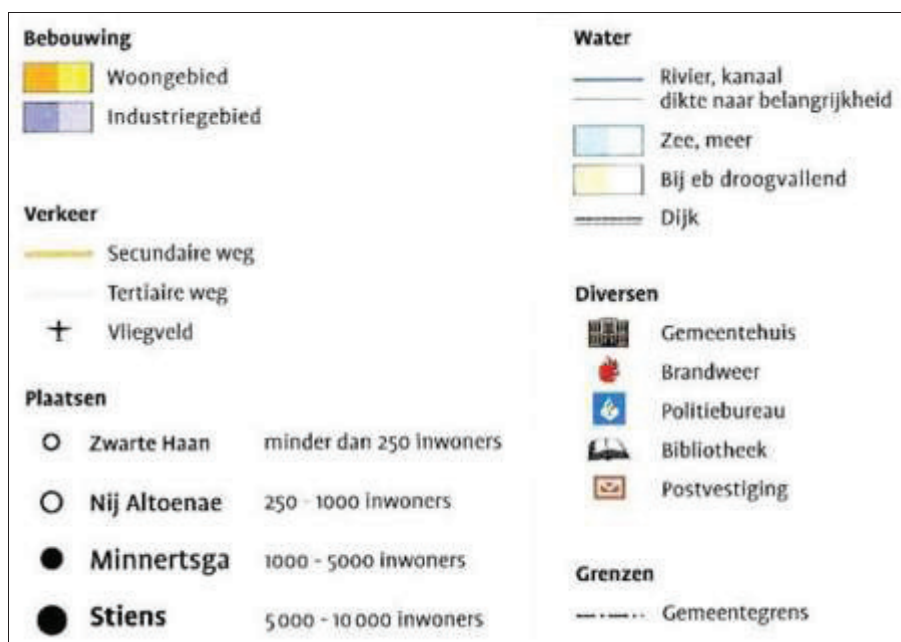 Bebouwing
Woongebied
Industriegebied
Verkeer
Secundaire weg
Tertiaire weg
Vliegveld
Plaatsen
Zwarte Haan minder dan 250 inwoners
Nij Altoenae 250 - 1000 inwoners
Minnertsga 1000 - 5000 inwoners
Stiens 5000 - 10 000 inwoners
Water
Rivier, kanaal
dikte naar belangrijkheid
Zee, meer
Bij eb droogvallend
Dijk
Diversen
Gemeentehuis
Brandweer
Politiebureau
Bibliotheek
Postvestiging
Grenzen
Gemeentegrens